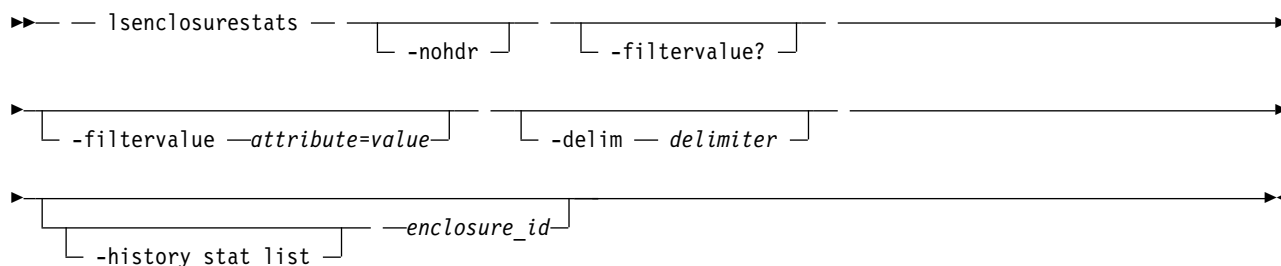 lsenclosurestats
-nohdr
-filtervalue?
-filtervalue attribute=value
-delim delimiter
enclosure_id
-history stat list